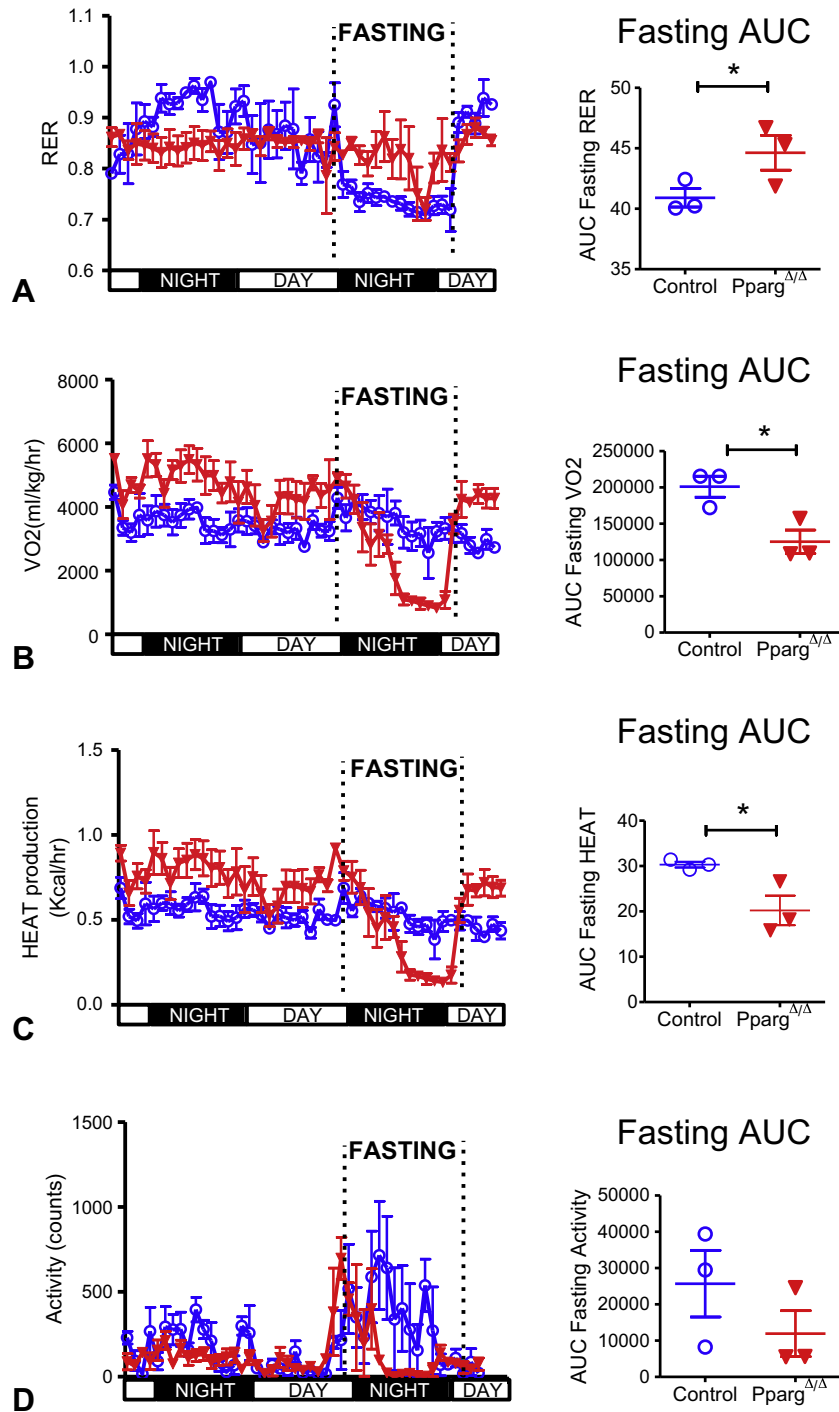 FASTING
Fasting AUC
1.1
1.0
0.9
0.8
0.7
0.6
RER
NIGHT DAY NIGHT DAY
50
45
40
35
AUC Fasting RER
*
Control Pparg Δ/Δ
A
FASTING
Fasting AUC
8000
6000
4000
2000
0
VO2(ml/kg/hr)
NIGHT DAY NIGHT DAY
250000
200000
150000
100000
50000
0
AUC Fasting VO2
*
Control Pparg Δ/Δ
B
FASTING
Fasting AUC
1.5
1.0
0.5
0.0
HEAT production
(Kcal/hr)
NIGHT DAY NIGHT DAY
40
30
20
10
0
AUC Fasting HEAT
*
Control Pparg Δ/Δ
C
FASTING
Fasting AUC
1500
1000
500
0
Activity (counts)
NIGHT DAY NIGHT DAY
50000
40000
30000
20000
10000
0
AUC Fasting Activity
Control Pparg Δ/Δ
D